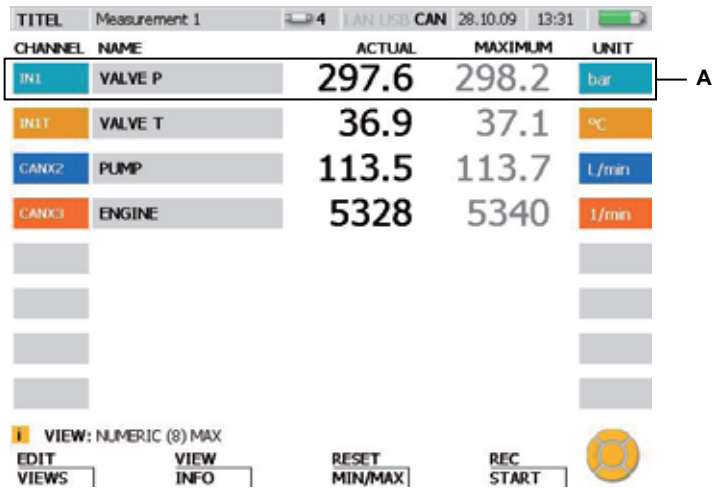 TITEL Measurement 1 4 LAN USB CAN 28.10.09 13:31
CHANNEL NAME ACTUAL MAXIMUM UNIT
IN1 VALVE P 297.6 298.2 bar A
IN1T VALVE T 36.9 37.1 °C
CANX2 PUMP 113.5 113.7 L/min
CANX3 ENGINE 5328 5340 1/min
i VIEW: NUMERIC (8) MAX
EDIT VIEW RESET REC
VIEWS INFO MIN/MAX START